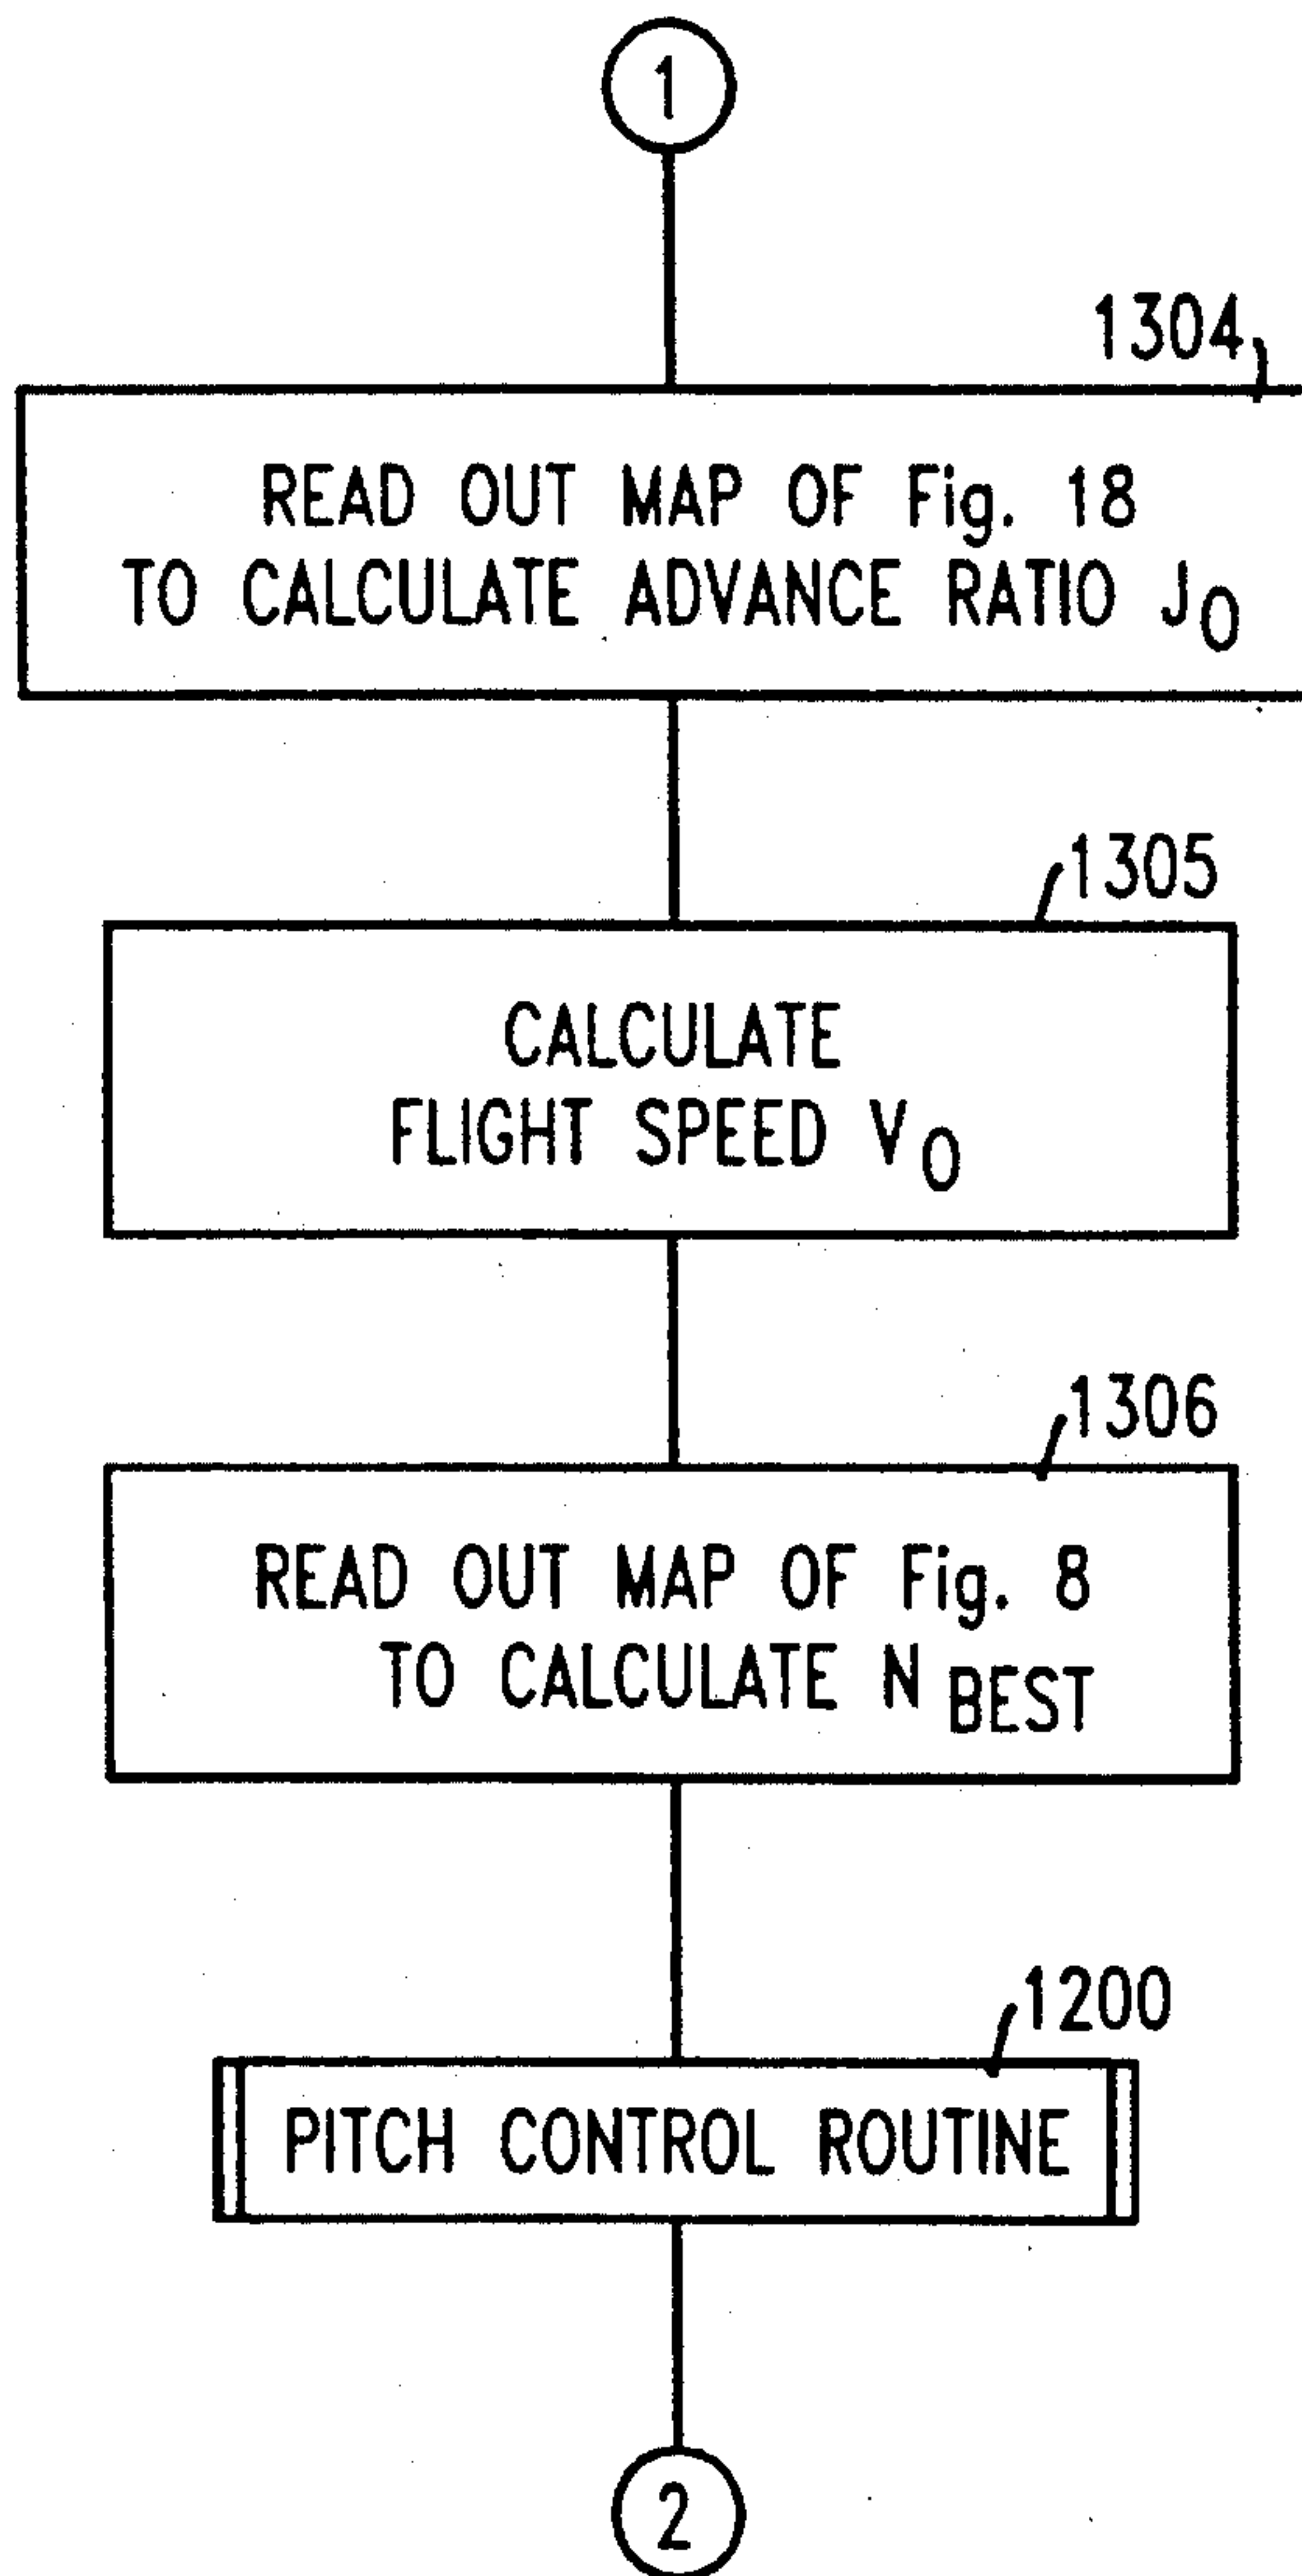 1
1304
READ OUT MAP OF Fig. 18
TO CALCULATE ADVANCE RATIO J₀
1305
CALCULATE
FLIGHT SPEED V₀
1306
READ OUT MAP OF Fig. 8
TO CALCULATE N BEST
1200
PITCH CONTROL ROUTINE
2